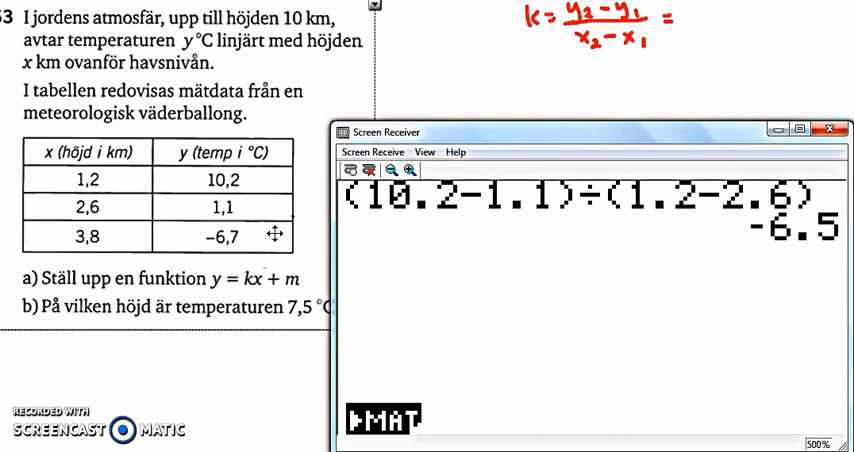 53 I jordens atmosfär, upp till höjden 10 km,
avtar temperaturen y °C linjärt med höjden
x km ovanför havsnivån.
I tabellen redovisas mätdata från en
meteorologisk väderballong.
x (höjd i km) y (temp i °C)
1,2 10,2
2,6 1,1
3,8 −6,7
a) Ställ upp en funktion y = kx + m
b) På vilken höjd är temperaturen 7,5 °C
RECORDED WITH
SCREENCAST MATIC
k = y₂ − y₁ / x₂ − x₁ =
Screen Receiver
Screen Receive View Help
(10.2−1.1)÷(1.2−2.6)
-6.5
▶MAT
500%